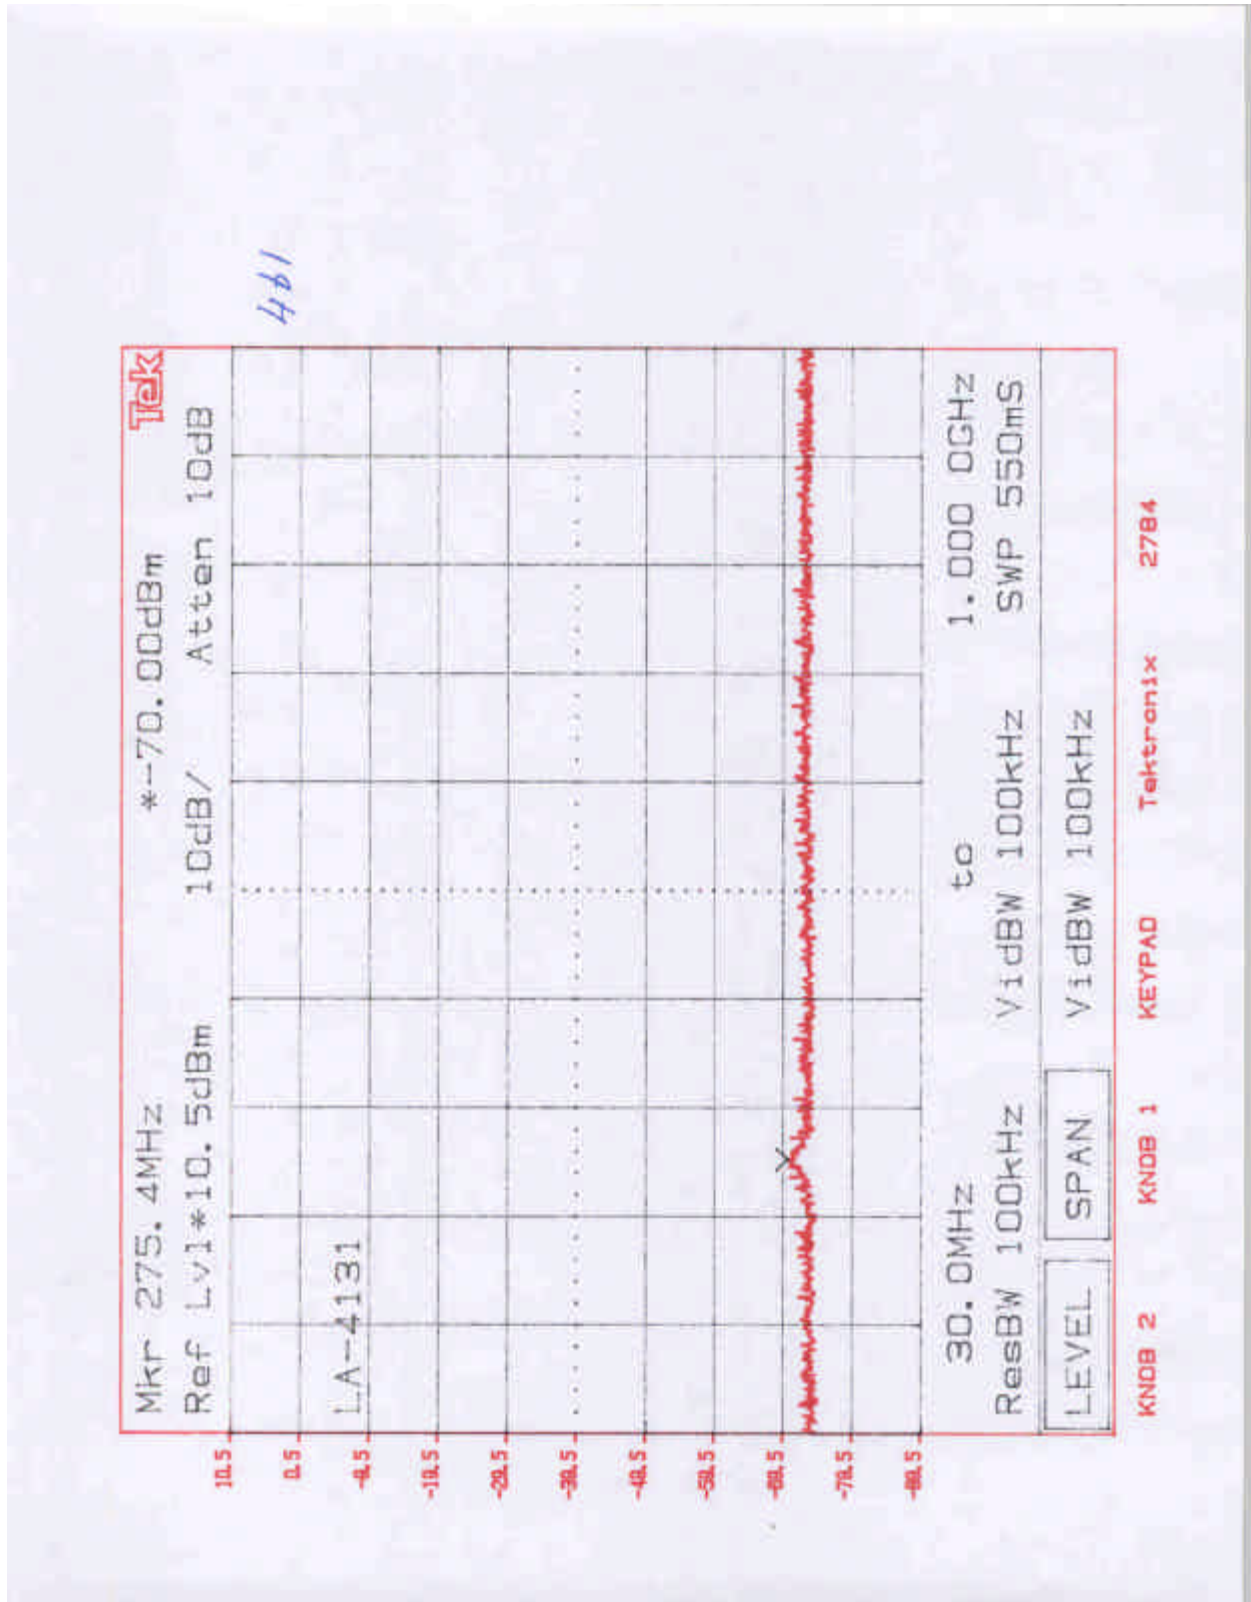 Mkr 275.4MHz *--70.00dBm Tek
Ref Lvl*10.5dBm 10dB/ Atten 10dB
461
10.5
0.5
LA--4131
-9.5
-19.5
-29.5
-39.5
-49.5
-59.5
-69.5
-79.5
-89.5
30.0MHz to 1.000 0GHz
ResBW 100kHz VidBW 100kHz SWP 550mS
LEVEL SPAN VidBW 100kHz
KNOB 2 KNOB 1 KEYPAD Tektronix 2784